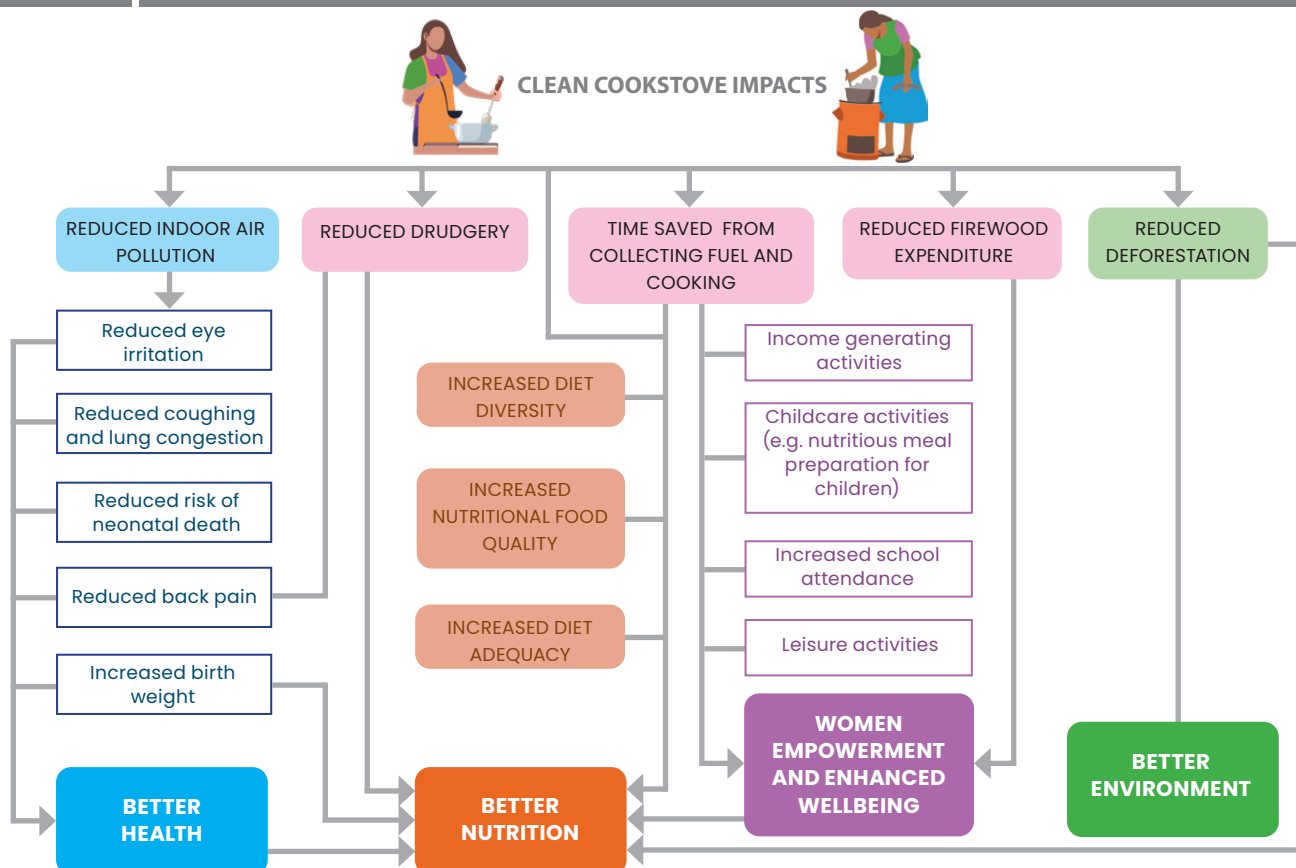 CLEAN COOKSTOVE IMPACTS
REDUCED INDOOR AIR
POLLUTION
REDUCED DRUDGERY
TIME SAVED FROM
COLLECTING FUEL AND
COOKING
REDUCED FIREWOOD
EXPENDITURE
REDUCED
DEFORESTATION
Reduced eye
irritation
Reduced coughing
and lung congestion
Reduced risk of
neonatal death
Reduced back pain
Increased birth
weight
INCREASED DIET
DIVERSITY
INCREASED
NUTRITIONAL FOOD
QUALITY
INCREASED DIET
ADEQUACY
Income generating
activities
Childcare activities
(e.g. nutritious meal
preparation for
children)
Increased school
attendance
Leisure activities
BETTER
HEALTH
BETTER
NUTRITION
WOMEN
EMPOWERMENT
AND ENHANCED
WELLBEING
BETTER
ENVIRONMENT